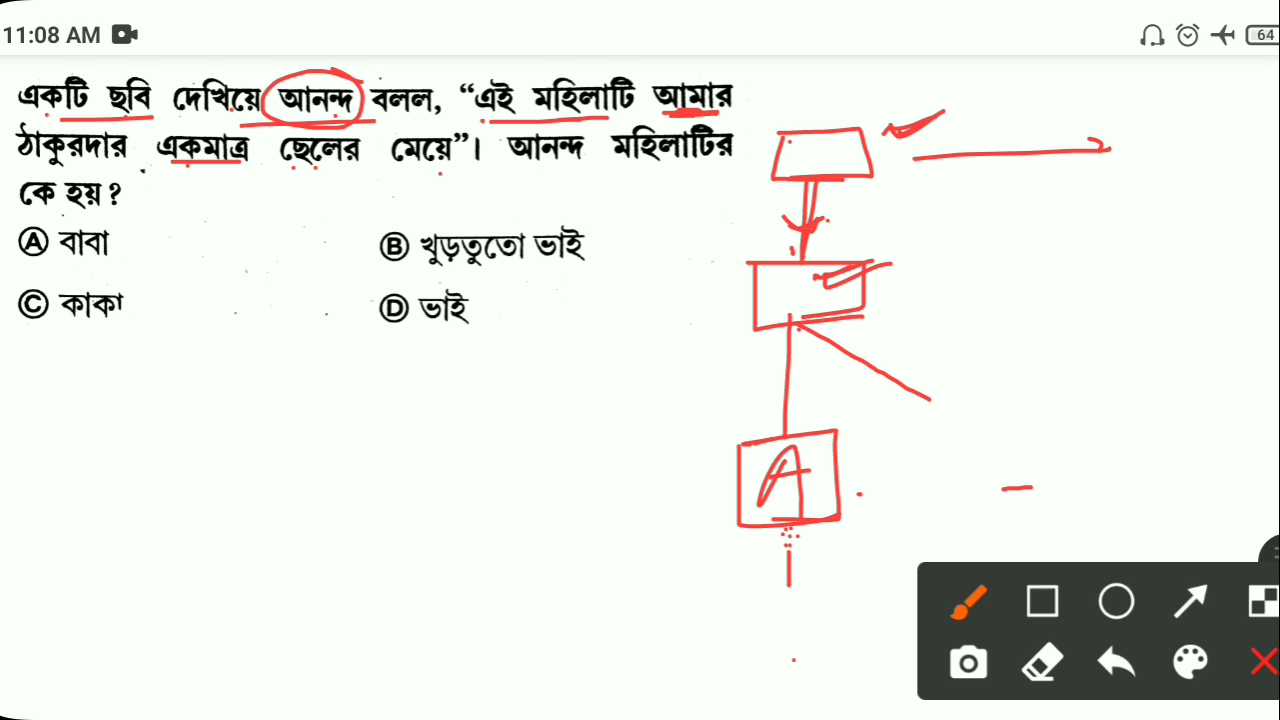 11:08 AM
64
একটি ছবি দেখিয়ে আনন্দ বলল, “এই মহিলাটি আমার
ঠাকুরদার একমাত্র ছেলের মেয়ে”। আনন্দ মহিলাটির
কে হয়?
Ⓐ বাবা Ⓑ খুড়তুতো ভাই
Ⓒ কাকা Ⓓ ভাই
A